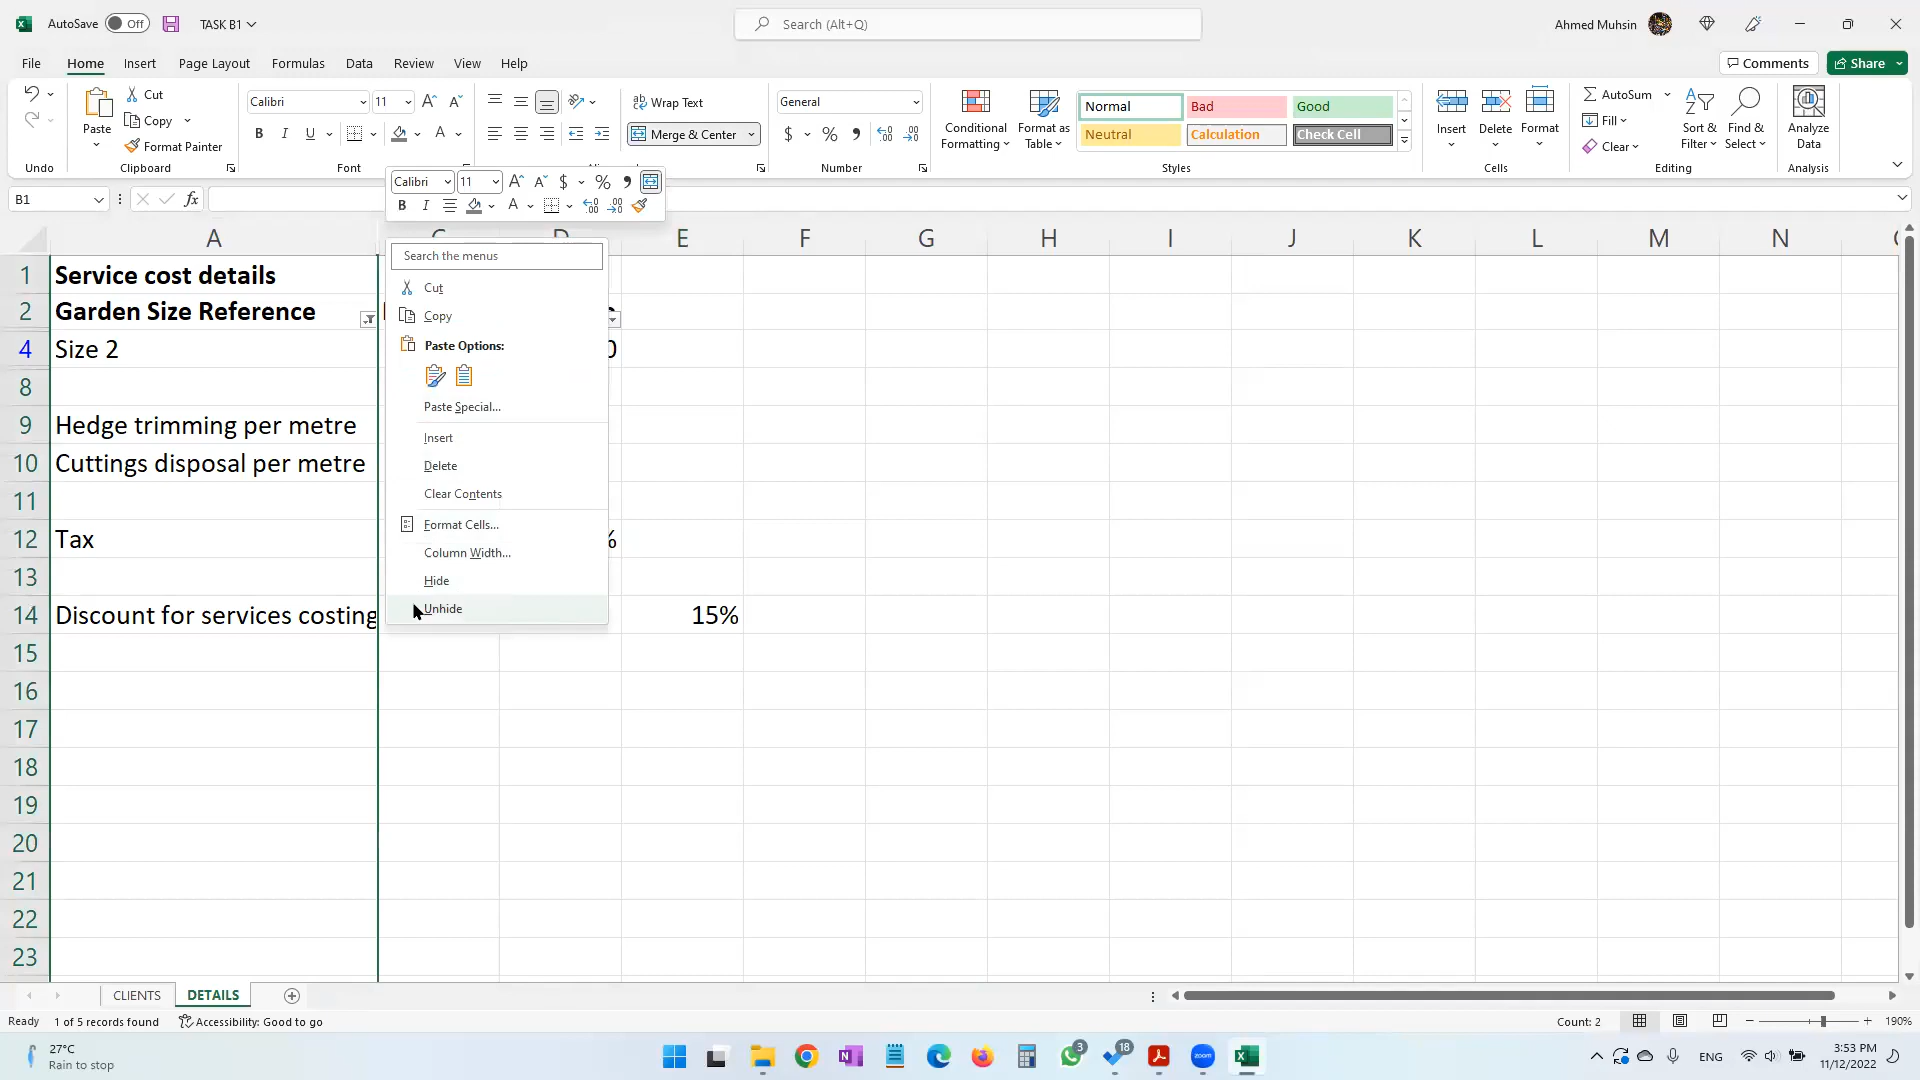 AutoSave Off TASK B1 Search (Alt+Q) Ahmed Muhsin
File Home Insert Page Layout Formulas Data Review View Help Comments Share
Cut
Copy
Format Painter
Paste
Undo Clipboard
Calibri 11
B I U A
Font
Wrap Text
Merge & Center
General
$ % ,
Number
Conditional Formatting
Format as Table
Normal Bad Good
Neutral Calculation Check Cell
Styles
Insert Delete Format
Cells
AutoSum
Fill
Clear
Sort & Filter
Find & Select
Editing
Analyze Data
Analysis
B1 fx
Calibri 11 $ % ,
B I A
A C D E F G H I J K L M N
1 Service cost details
2 Garden Size Reference
4 Size 2 0
8
9 Hedge trimming per metre
10 Cuttings disposal per metre
11
12 Tax %
13
14 Discount for services costing 15%
15
16
17
18
19
20
21
22
23
Search the menus
Cut
Copy
Paste Options:
Paste Special...
Insert
Delete
Clear Contents
Format Cells...
Column Width...
Hide
Unhide
CLIENTS DETAILS
Ready 1 of 5 records found Accessibility: Good to go Count: 2 190%
27°C
Rain to stop
3 18 zoom
ENG
3:53 PM
11/12/2022